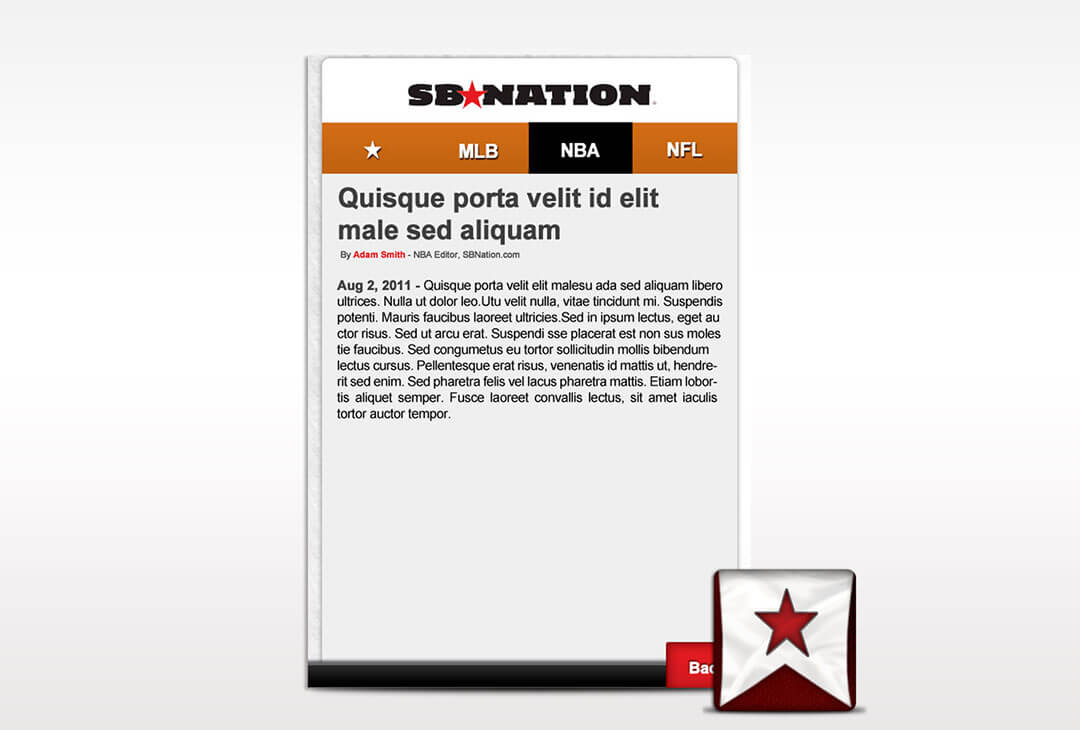 SB★NATION
★ MLB NBA NFL
Quisque porta velit id elit
male sed aliquam
By Adam Smith - NBA Editor, SBNation.com
Aug 2, 2011 - Quisque porta velit elit malesu ada sed aliquam libero
ultrices. Nulla ut dolor leo.Utu velit nulla, vitae tincidunt mi. Suspendis
potenti. Mauris faucibus laoreet ultricies.Sed in ipsum lectus, eget au
ctor risus. Sed ut arcu erat. Suspendi sse placerat est non sus moles
tie faucibus. Sed congumetus eu tortor sollicitudin mollis bibendum
lectus cursus. Pellentesque erat risus, venenatis id mattis ut, hendre-
rit sed enim. Sed pharetra felis vel lacus pharetra mattis. Etiam lobor-
tis aliquet semper. Fusce laoreet convallis lectus, sit amet iaculis
tortor auctor tempor.